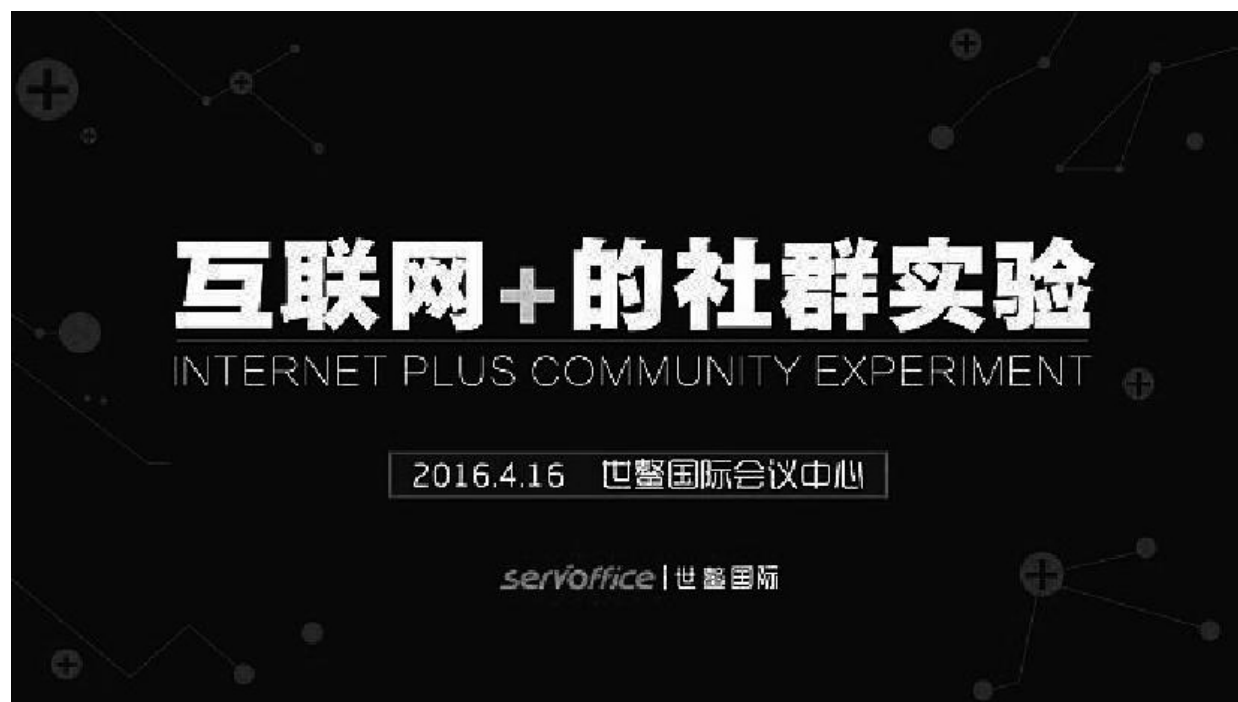 互联网+的社群实验
INTERNET PLUS COMMUNITY EXPERIMENT
2016.4.16 世鳌国际会议中心
servoffice | 世鳌国际